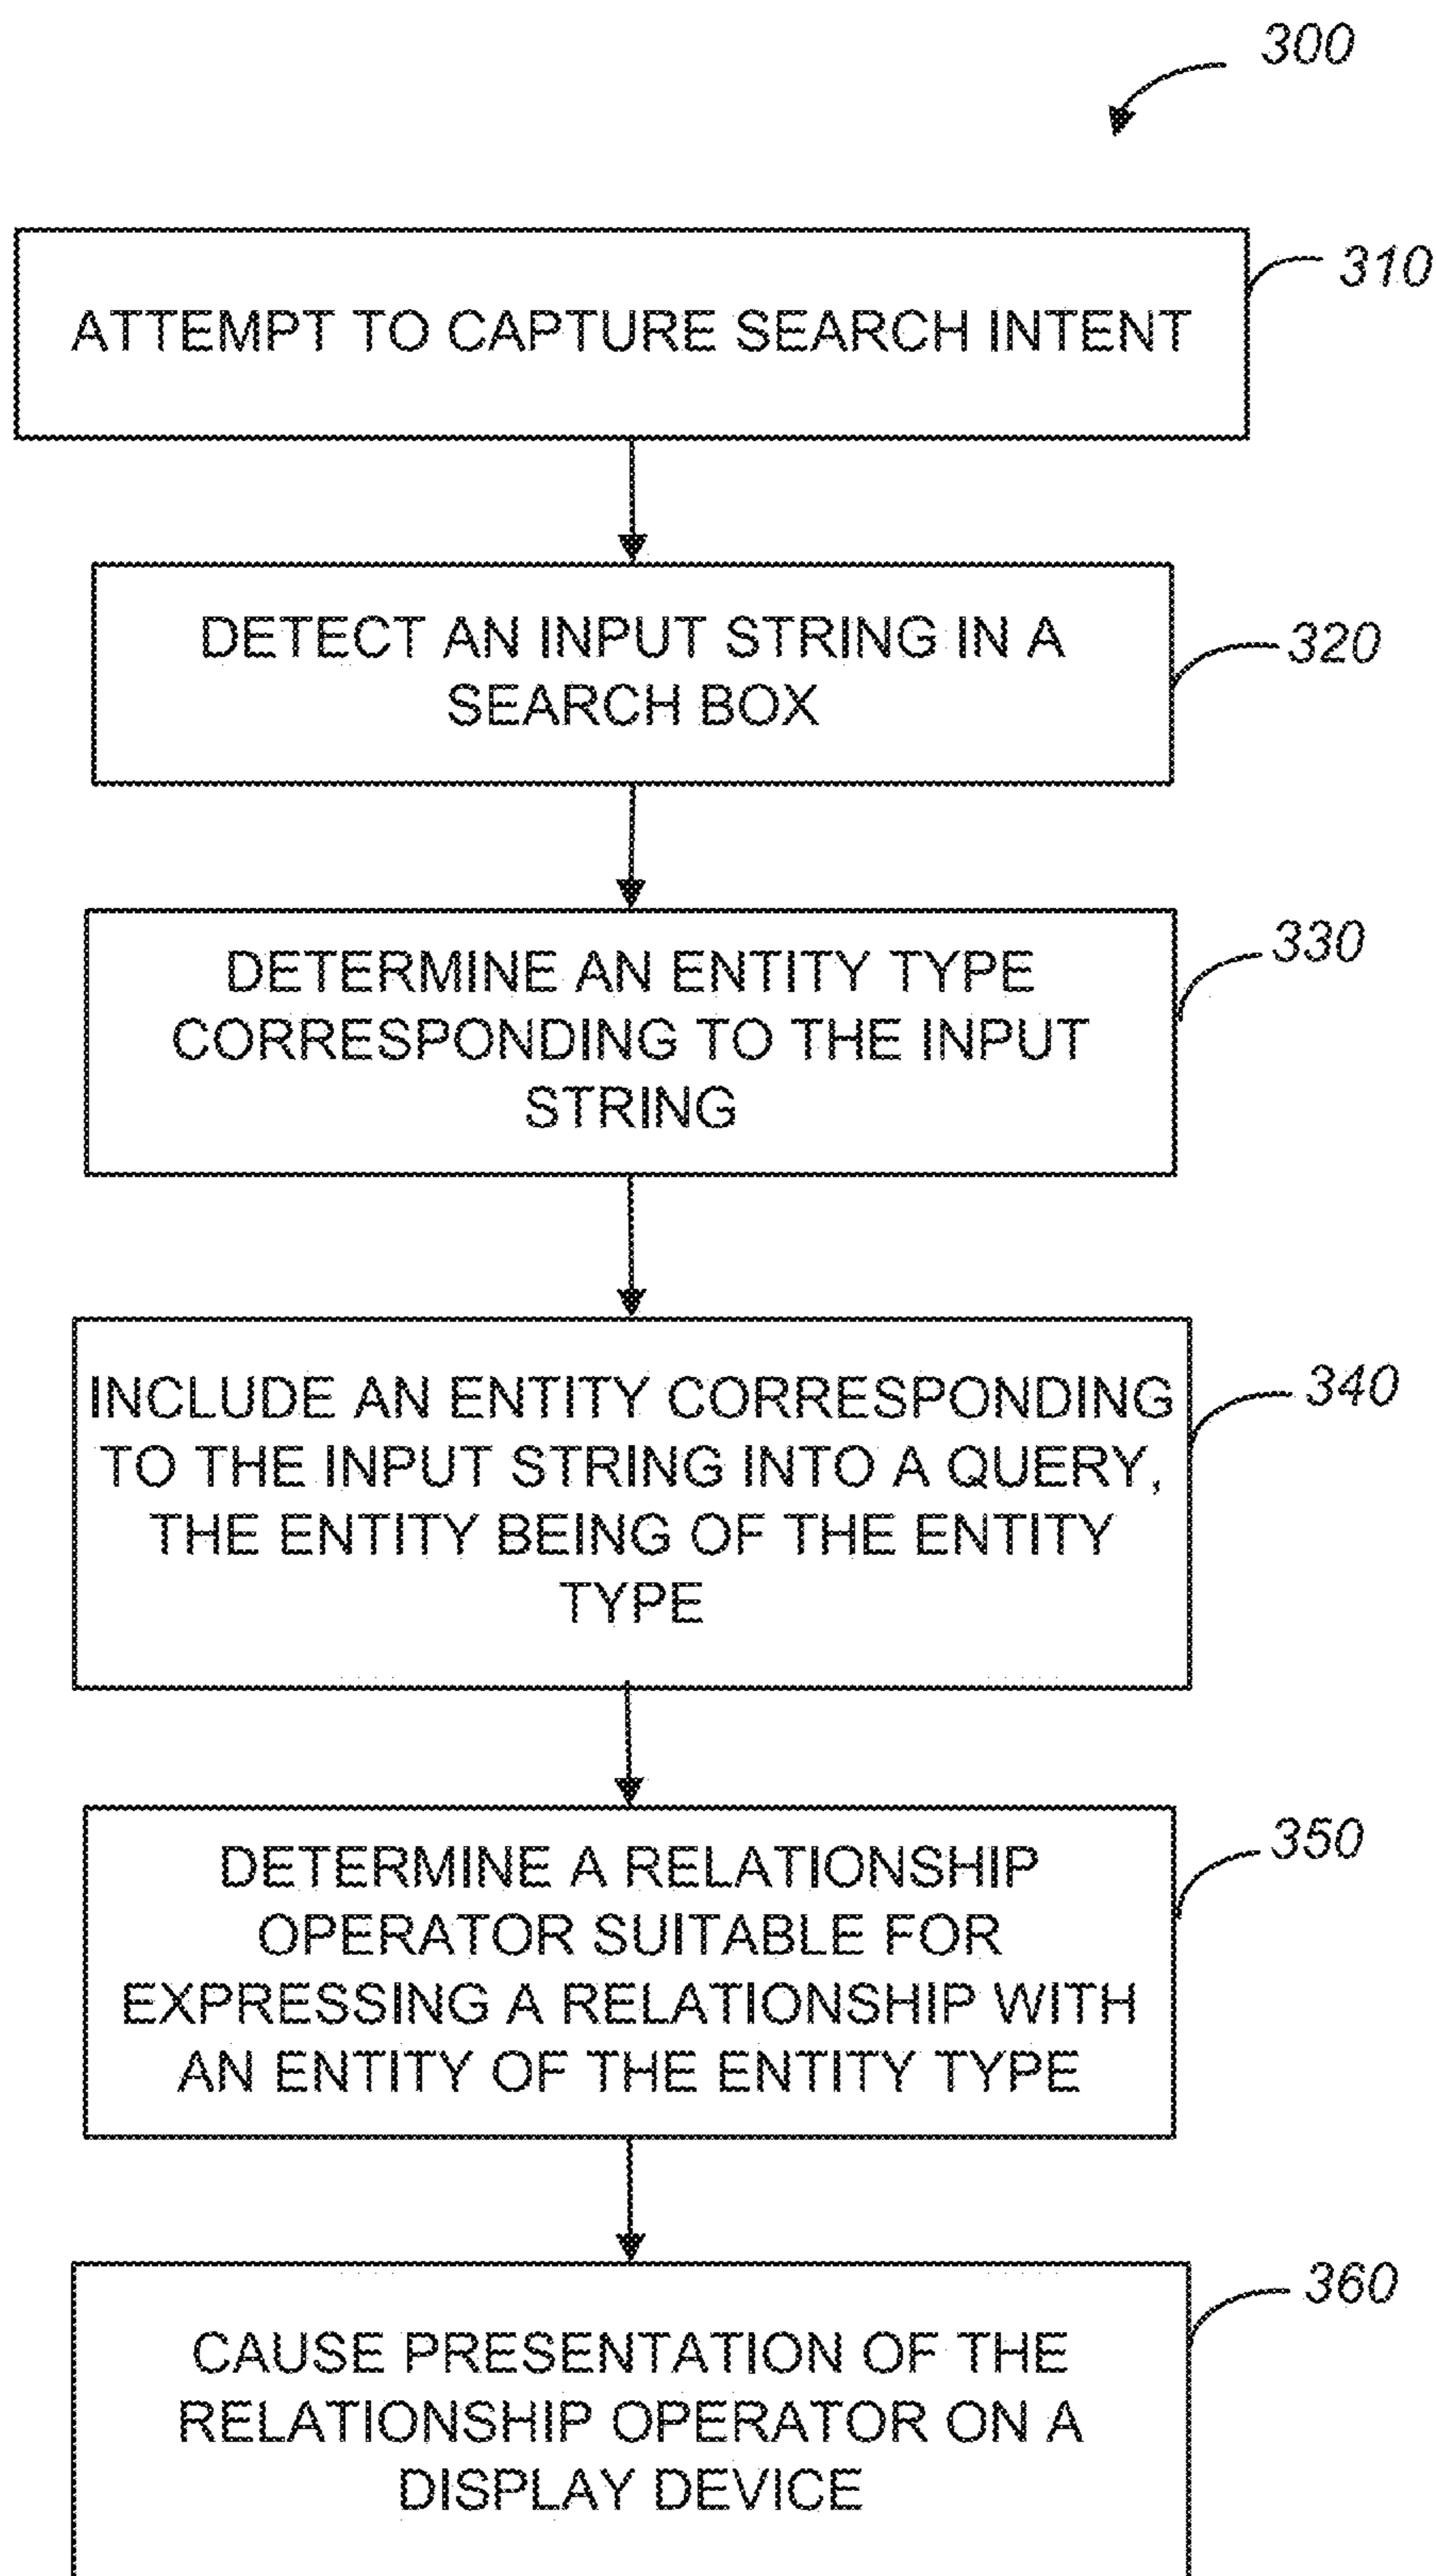 300
ATTEMPT TO CAPTURE SEARCH INTENT
310
DETECT AN INPUT STRING IN A
SEARCH BOX
320
DETERMINE AN ENTITY TYPE
CORRESPONDING TO THE INPUT
STRING
330
INCLUDE AN ENTITY CORRESPONDING
TO THE INPUT STRING INTO A QUERY,
THE ENTITY BEING OF THE ENTITY
TYPE
340
DETERMINE A RELATIONSHIP
OPERATOR SUITABLE FOR
EXPRESSING A RELATIONSHIP WITH
AN ENTITY OF THE ENTITY TYPE
350
CAUSE PRESENTATION OF THE
RELATIONSHIP OPERATOR ON A
DISPLAY DEVICE
360